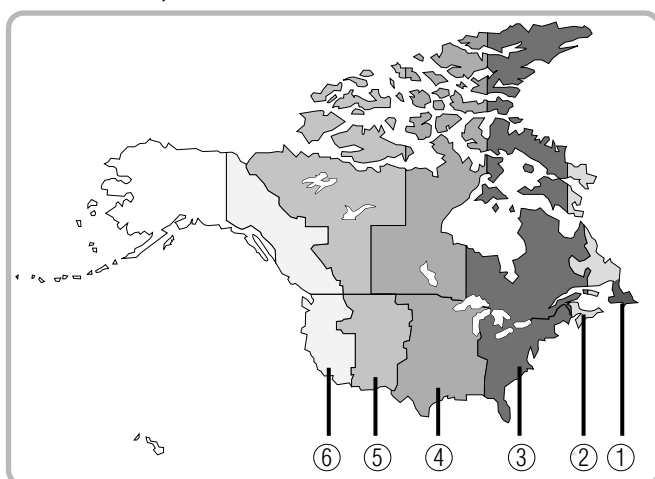 ⑥ ⑤ ④ ③ ② ①